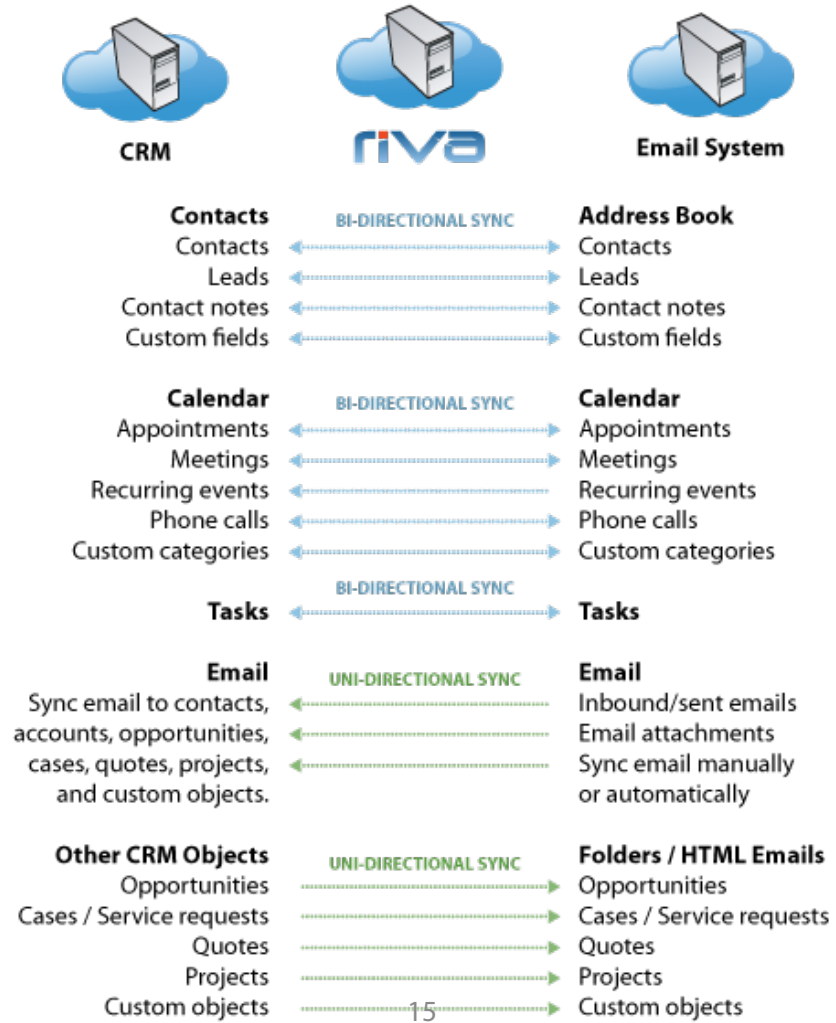 CRM
riva
Email System
Contacts BI-DIRECTIONAL SYNC Address Book
Contacts Contacts
Leads Leads
Contact notes Contact notes
Custom fields Custom fields
Calendar BI-DIRECTIONAL SYNC Calendar
Appointments Appointments
Meetings Meetings
Recurring events Recurring events
Phone calls Phone calls
Custom categories Custom categories
BI-DIRECTIONAL SYNC
Tasks Tasks
Email UNI-DIRECTIONAL SYNC Email
Sync email to contacts, Inbound/sent emails
accounts, opportunities, Email attachments
cases, quotes, projects, Sync email manually
and custom objects. or automatically
Other CRM Objects UNI-DIRECTIONAL SYNC Folders / HTML Emails
Opportunities Opportunities
Cases / Service requests Cases / Service requests
Quotes Quotes
Projects Projects
Custom objects 15 Custom objects